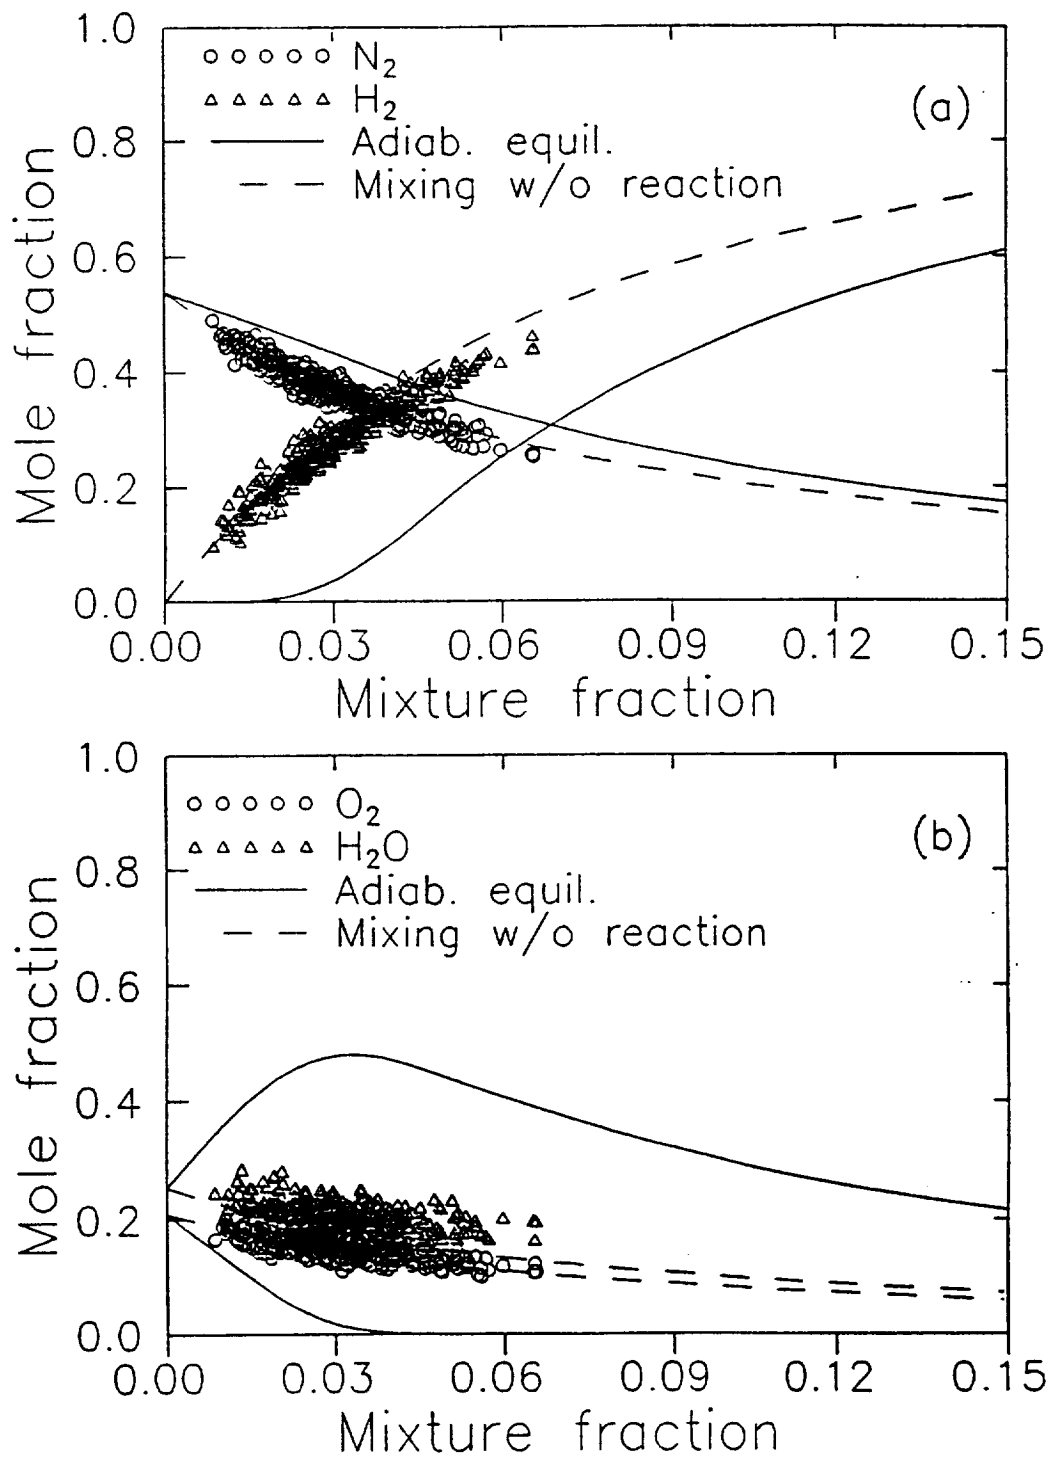 1.0
N2
H2
(a)
Adiab. equil.
Mixing w/o reaction
0.8
0.6
0.4
0.2
0.0
Mole fraction
0.00 0.03 0.06 0.09 0.12 0.15
Mixture fraction
1.0
O2
H2O
(b)
Adiab. equil.
Mixing w/o reaction
0.8
0.6
0.4
0.2
0.0
Mole fraction
0.00 0.03 0.06 0.09 0.12 0.15
Mixture fraction